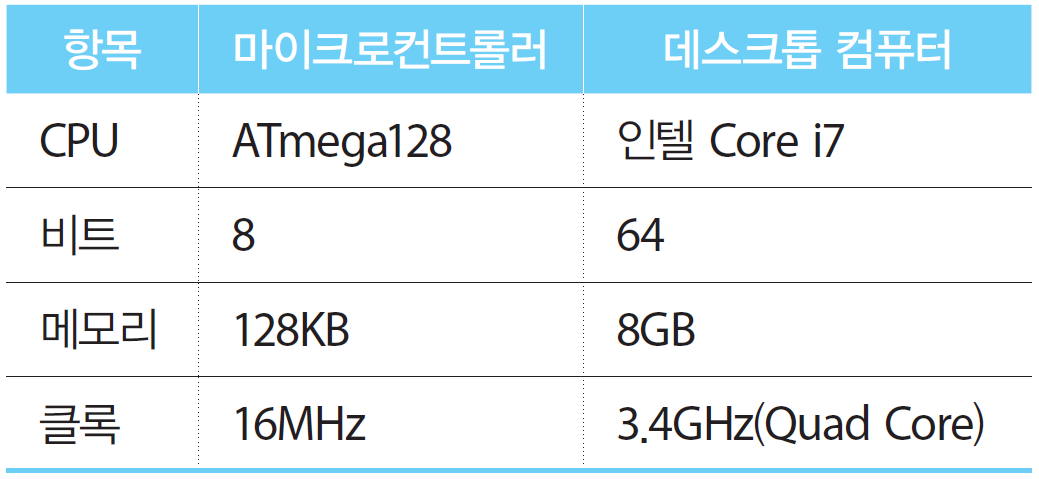 항목 마이크로컨트롤러 데스크톱 컴퓨터
CPU ATmega128 인텔 Core i7
비트 8 64
메모리 128KB 8GB
클록 16MHz 3.4GHz(Quad Core)